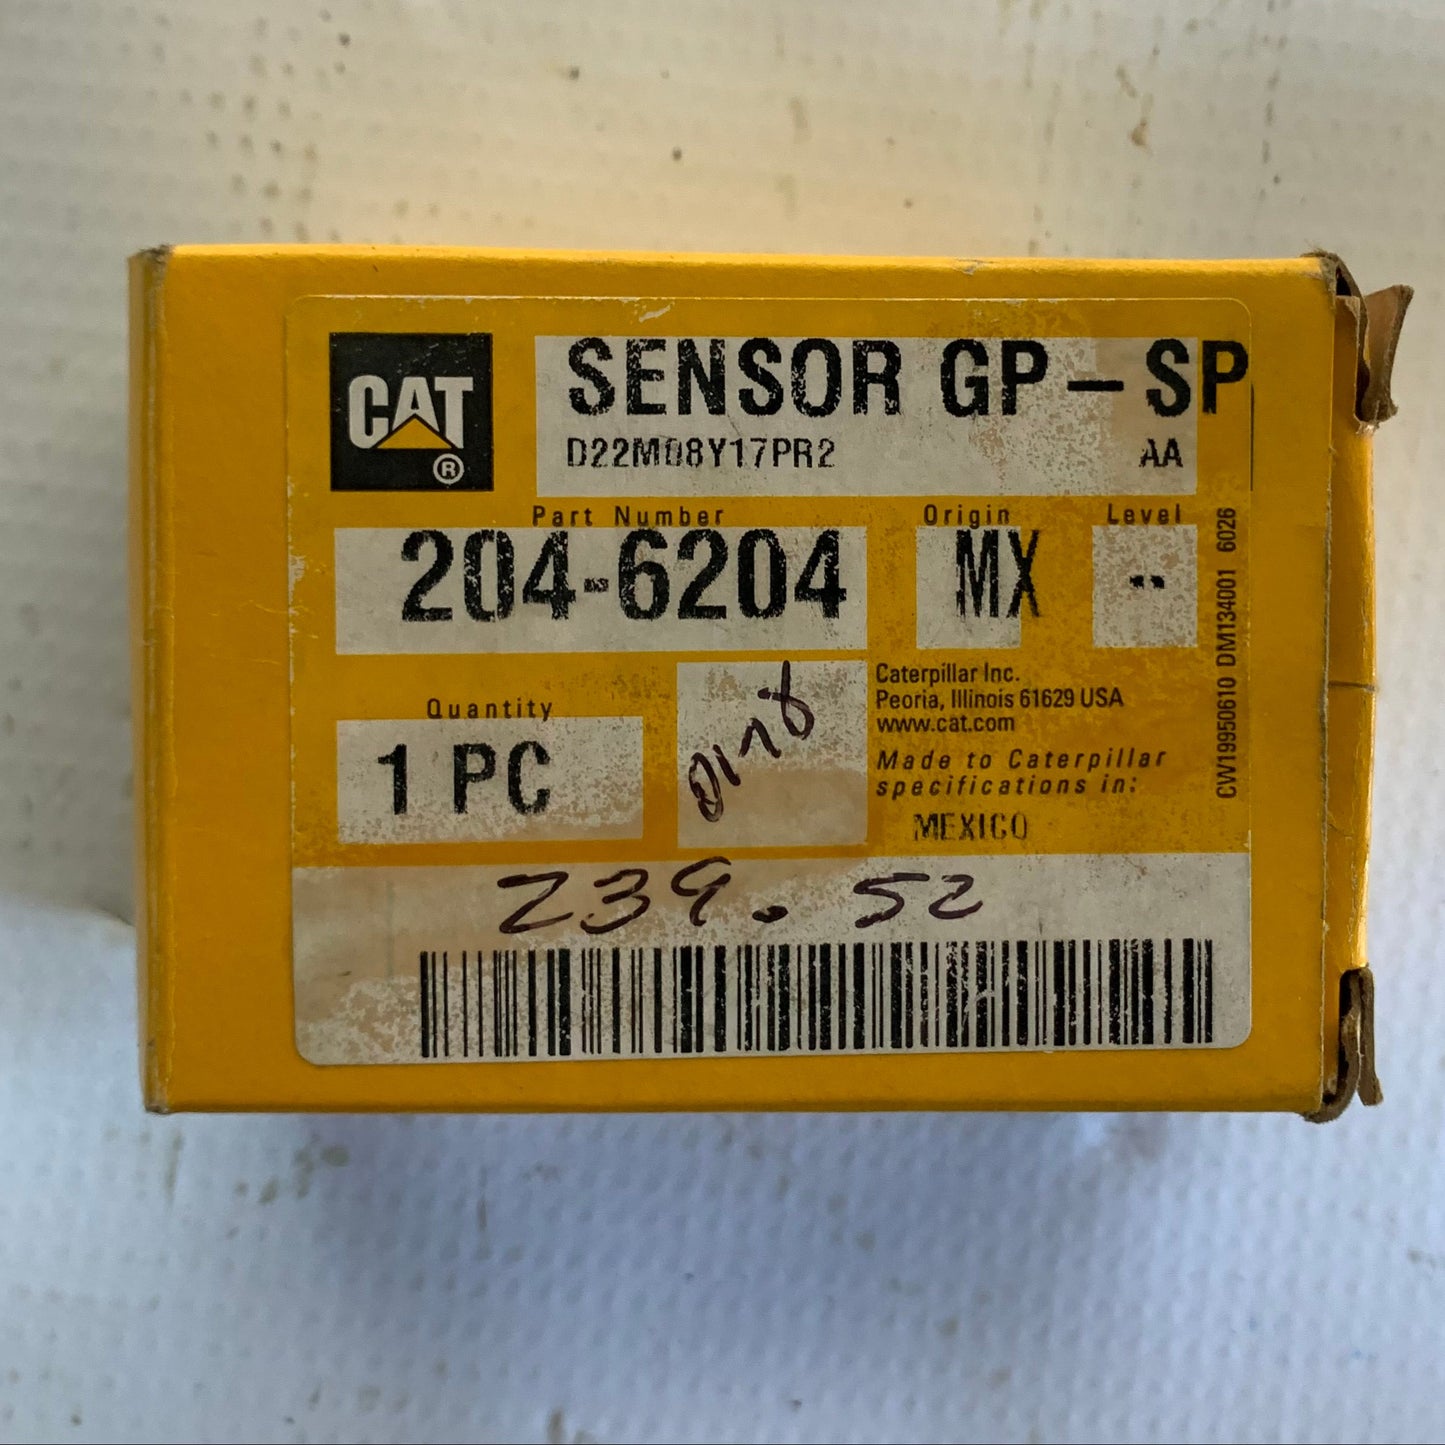 CAT
®
SENSOR GP-SP
D22M08Y17PR2 AA
Part Number Origin Level
204-6204 MX --
Quantity
1 PC
Caterpillar Inc.
Peoria, Illinois 61629 USA
www.cat.com
Made to Caterpillar
specifications in:
MEXICO
CW19950610 DM134001 6026
239.52